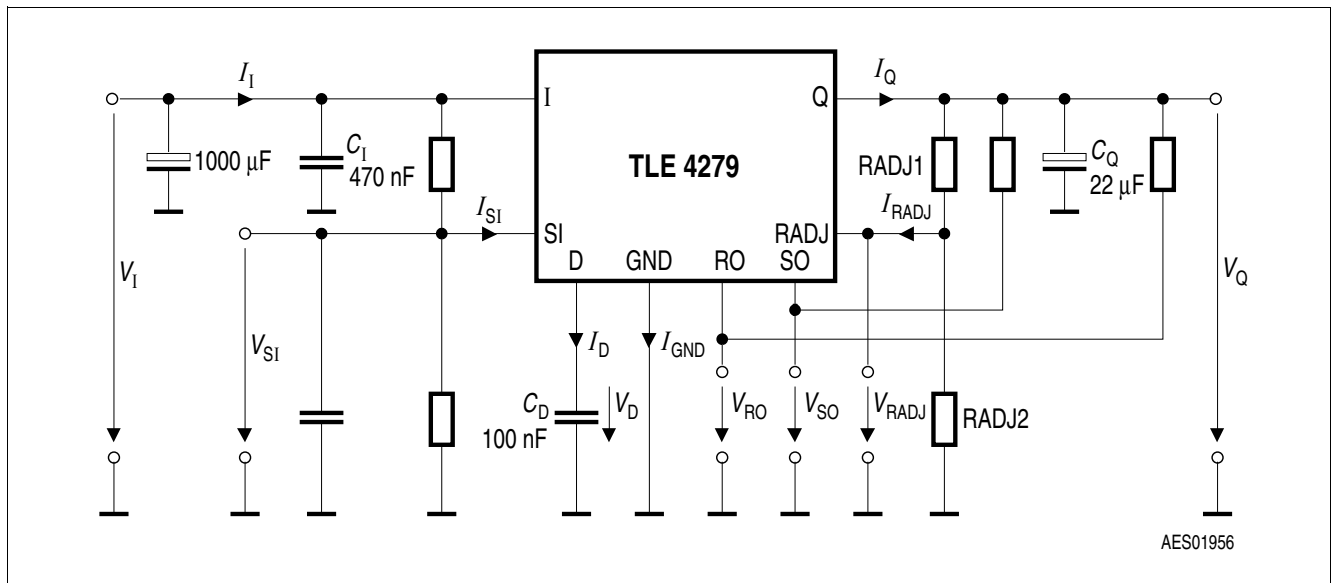 I_I
I_Q
I
Q
1000 µF
C_I
470 nF
TLE 4279
RADJ1
C_Q
22 µF
I_SI
I_RADJ
SI
RADJ
D
GND
RO
SO
V_I
V_SI
I_D
I_GND
V_Q
C_D
100 nF
V_D
V_RO
V_SO
V_RADJ
RADJ2
AES01956